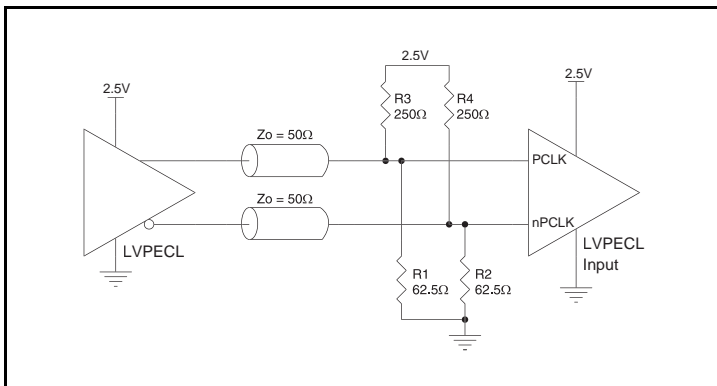 2.5V
2.5V
2.5V
R3
250Ω
R4
250Ω
Zo = 50Ω
PCLK
Zo = 50Ω
nPCLK
LVPECL
LVPECL
Input
R1
62.5Ω
R2
62.5Ω